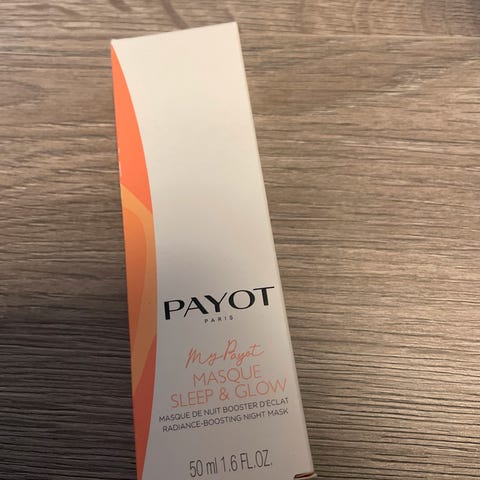 PAYOT
PARIS
My Payot
MASQUE
SLEEP & GLOW
MASQUE DE NUIT BOOSTER D'ÉCLAT
RADIANCE-BOOSTING NIGHT MASK
50 ml 1.6 FL.OZ.